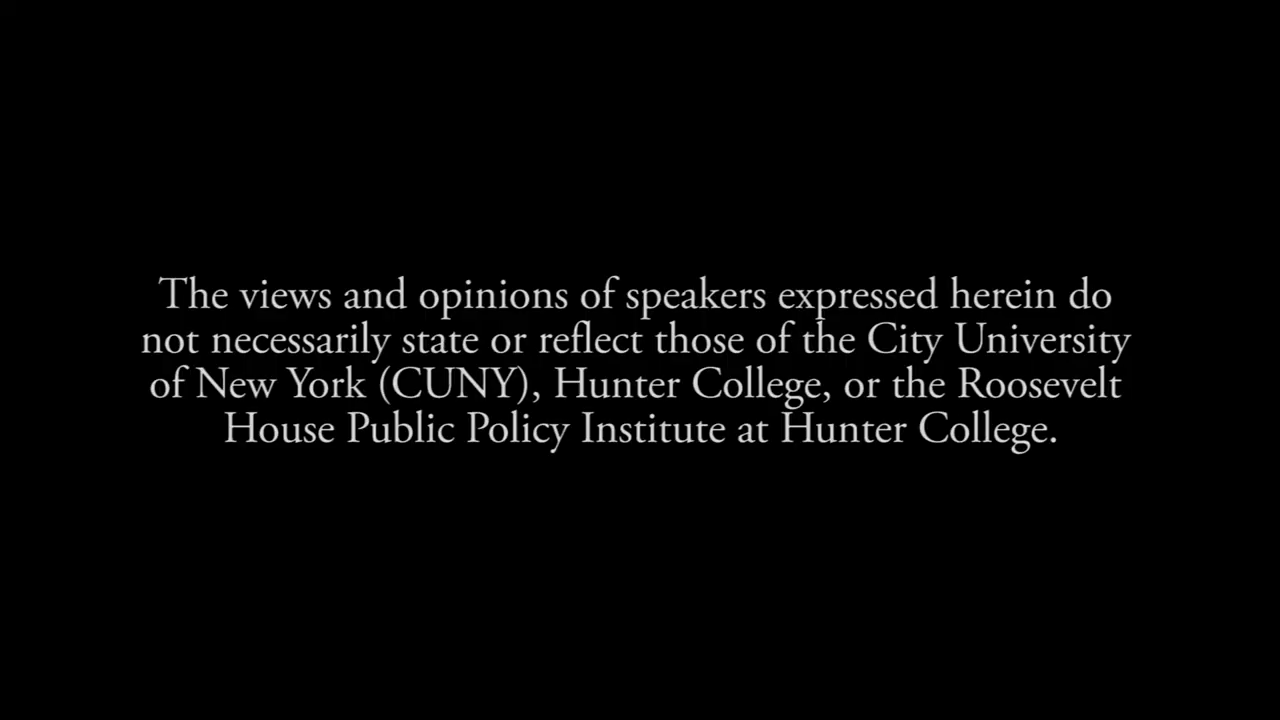 The views and opinions of speakers expressed herein do
not necessarily state or reflect those of the City University
of New York (CUNY), Hunter College, or the Roosevelt
House Public Policy Institute at Hunter College.